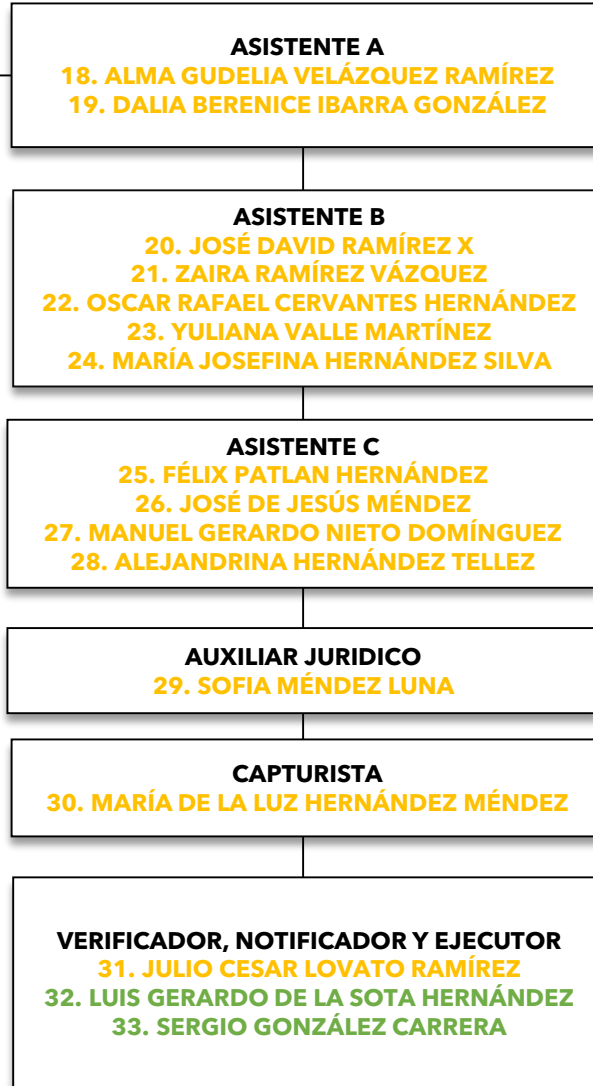 ASISTENTE A
18. ALMA GUDELIA VELÁZQUEZ RAMÍREZ
19. DALIA BERENICE IBARRA GONZÁLEZ
ASISTENTE B
20. JOSÉ DAVID RAMÍREZ X
21. ZAIRA RAMÍREZ VÁZQUEZ
22. OSCAR RAFAEL CERVANTES HERNÁNDEZ
23. YULIANA VALLE MARTÍNEZ
24. MARÍA JOSEFINA HERNÁNDEZ SILVA
ASISTENTE C
25. FÉLIX PATLAN HERNÁNDEZ
26. JOSÉ DE JESÚS MÉNDEZ
27. MANUEL GERARDO NIETO DOMÍNGUEZ
28. ALEJANDRINA HERNÁNDEZ TELLEZ
AUXILIAR JURIDICO
29. SOFIA MÉNDEZ LUNA
CAPTURISTA
30. MARÍA DE LA LUZ HERNÁNDEZ MÉNDEZ
VERIFICADOR, NOTIFICADOR Y EJECUTOR
31. JULIO CESAR LOVATO RAMÍREZ
32. LUIS GERARDO DE LA SOTA HERNÁNDEZ
33. SERGIO GONZÁLEZ CARRERA